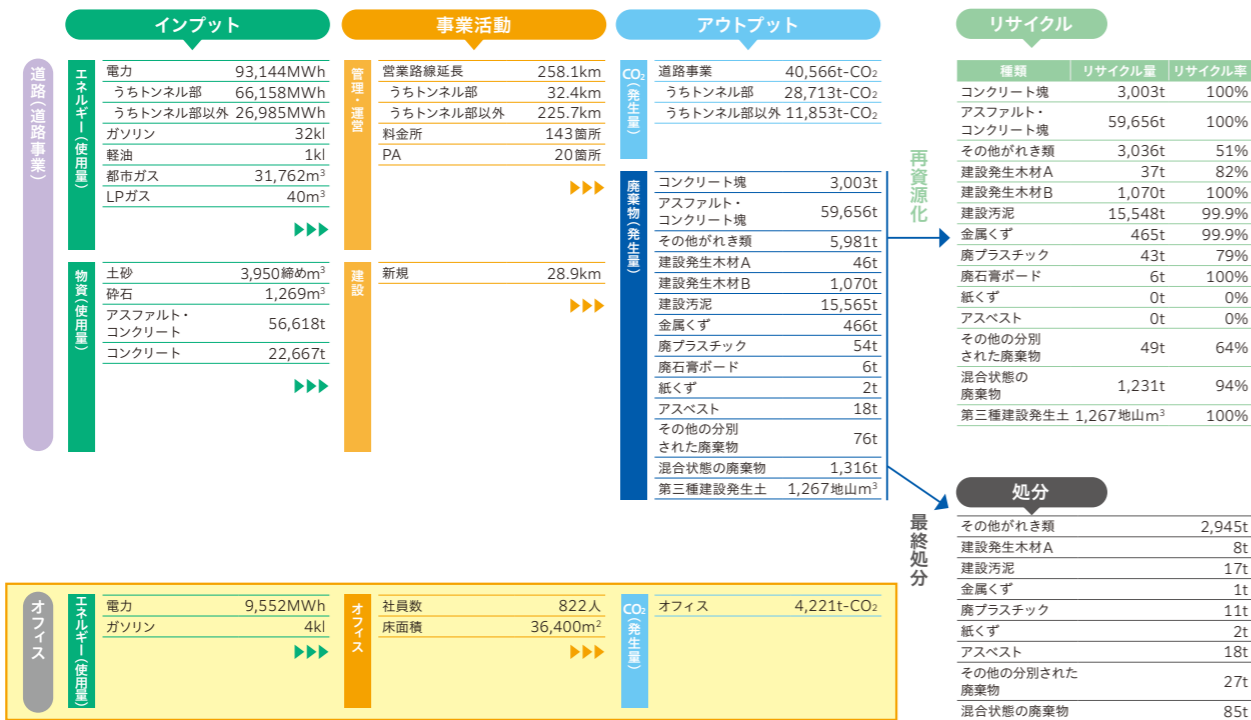 インプット
事業活動
アウトプット
リサイクル
道路(道路事業)
エネルギー(使用量)
電力 93,144MWh
うちトンネル部 66,158MWh
うちトンネル部以外 26,985MWh
ガソリン 32kl
軽油 1kl
都市ガス 31,762m³
LPガス 40m³
物資(使用量)
土砂 3,950締めm³
砕石 1,269m³
アスファルト・
コンクリート 56,618t
コンクリート 22,667t
管理・運営
営業路線延長 258.1km
うちトンネル部 32.4km
うちトンネル部以外 225.7km
料金所 143箇所
PA 20箇所
建設
新規 28.9km
CO₂(発生量)
道路事業 40,566t-CO₂
うちトンネル部 28,713t-CO₂
うちトンネル部以外 11,853t-CO₂
廃棄物(発生量)
コンクリート塊 3,003t
アスファルト・
コンクリート塊 59,656t
その他がれき類 5,981t
建設発生木材A 46t
建設発生木材B 1,070t
建設汚泥 15,565t
金属くず 466t
廃プラスチック 54t
廃石膏ボード 6t
紙くず 2t
アスベスト 18t
その他の分別
された廃棄物 76t
混合状態の廃棄物 1,316t
第三種建設発生土 1,267地山m³
再資源化
種類 リサイクル量 リサイクル率
コンクリート塊 3,003t 100%
アスファルト・
コンクリート塊 59,656t 100%
その他がれき類 3,036t 51%
建設発生木材A 37t 82%
建設発生木材B 1,070t 100%
建設汚泥 15,548t 99.9%
金属くず 465t 99.9%
廃プラスチック 43t 79%
廃石膏ボード 6t 100%
紙くず 0t 0%
アスベスト 0t 0%
その他の分別
された廃棄物 49t 64%
混合状態の
廃棄物 1,231t 94%
第三種建設発生土 1,267地山m³ 100%
最終処分
処分
その他がれき類 2,945t
建設発生木材A 8t
建設汚泥 17t
金属くず 1t
廃プラスチック 11t
紙くず 2t
アスベスト 18t
その他の分別された
廃棄物 27t
混合状態の廃棄物 85t
オフィス
エネルギー(使用量)
電力 9,552MWh
ガソリン 4kl
オフィス
社員数 822人
床面積 36,400m²
CO₂(発生量)
オフィス 4,221t-CO₂